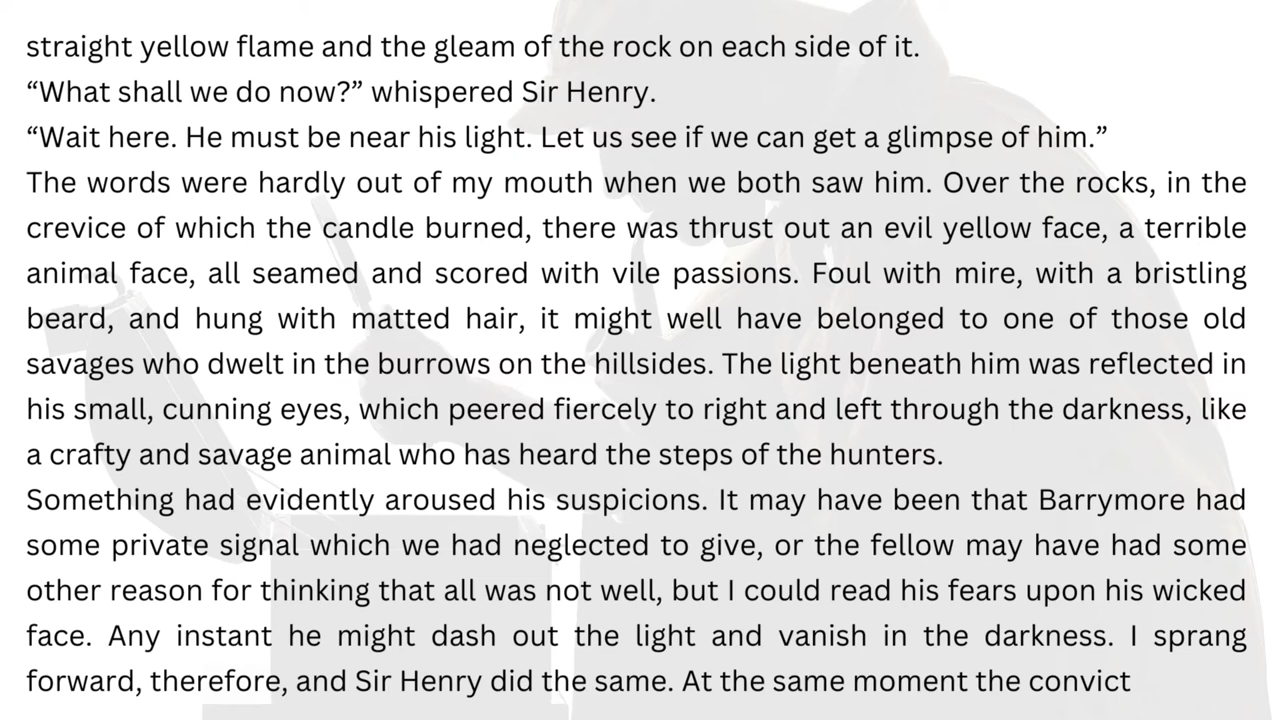 straight yellow flame and the gleam of the rock on each side of it.
“What shall we do now?” whispered Sir Henry.
“Wait here. He must be near his light. Let us see if we can get a glimpse of him.”
The words were hardly out of my mouth when we both saw him. Over the rocks, in the
crevice of which the candle burned, there was thrust out an evil yellow face, a terrible
animal face, all seamed and scored with vile passions. Foul with mire, with a bristling
beard, and hung with matted hair, it might well have belonged to one of those old
savages who dwelt in the burrows on the hillsides. The light beneath him was reflected in
his small, cunning eyes, which peered fiercely to right and left through the darkness, like
a crafty and savage animal who has heard the steps of the hunters.
Something had evidently aroused his suspicions. It may have been that Barrymore had
some private signal which we had neglected to give, or the fellow may have had some
other reason for thinking that all was not well, but I could read his fears upon his wicked
face. Any instant he might dash out the light and vanish in the darkness. I sprang
forward, therefore, and Sir Henry did the same. At the same moment the convict